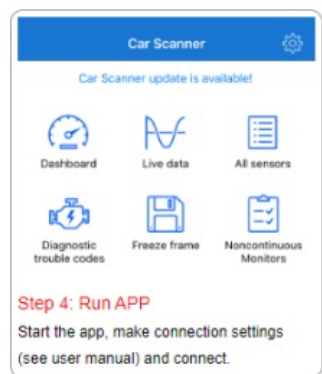 Car Scanner
Car Scanner update is available!
Dashboard
Live data
All sensors
Diagnostic
trouble codes
Freeze frame
Noncontinuous
Monitors
Step 4: Run APP
Start the app, make connection settings
(see user manual) and connect.